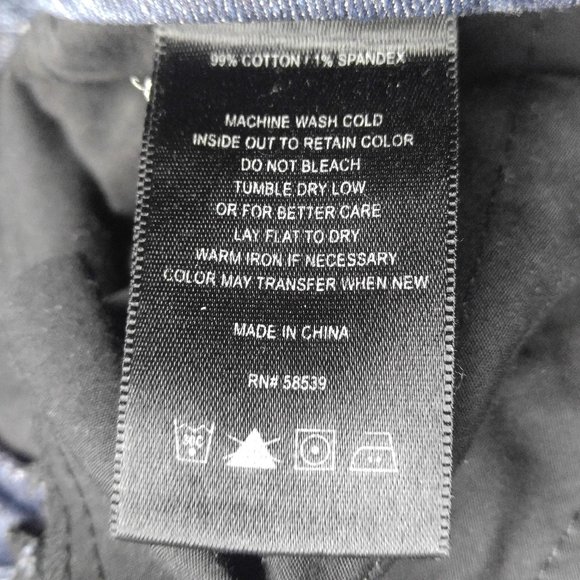 99% COTTON / 1% SPANDEX
MACHINE WASH COLD
INSIDE OUT TO RETAIN COLOR
DO NOT BLEACH
TUMBLE DRY LOW
OR FOR BETTER CARE
LAY FLAT TO DRY
WARM IRON IF NECESSARY
COLOR MAY TRANSFER WHEN NEW
MADE IN CHINA
RN# 58539